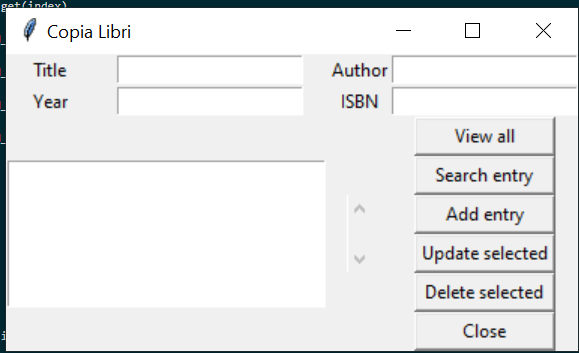 get(index)
Copia Libri
Title Author
Year ISBN
View all
Search entry
Add entry
Update selected
Delete selected
Close
i